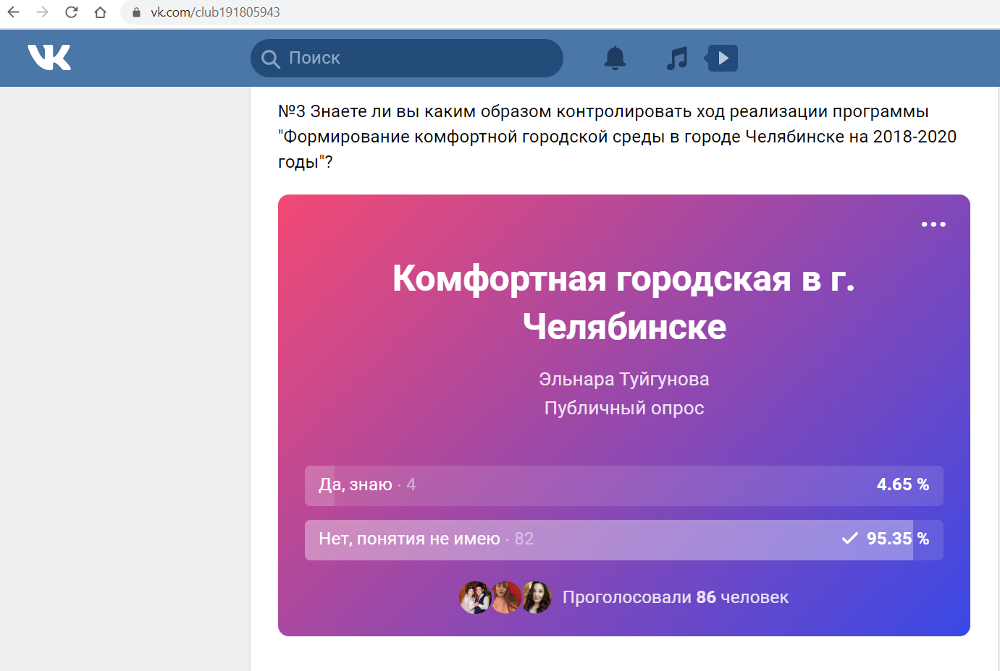 vk.com/club191805943
Поиск
№3 Знаете ли вы каким образом контролировать ход реализации программы
"Формирование комфортной городской среды в городе Челябинске на 2018-2020
годы"?
Комфортная городская в г.
Челябинске
Эльнара Туйгунова
Публичный опрос
Да, знаю · 4 4.65 %
Нет, понятия не имею · 82 95.35 %
Проголосовали 86 человек